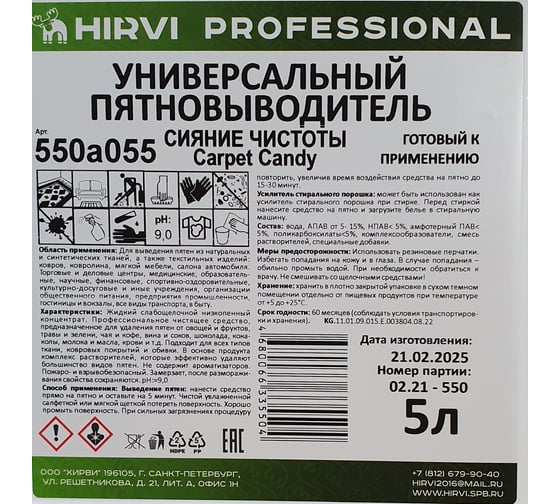 HIRVI PROFESSIONAL
УНИВЕРСАЛЬНЫЙ
ПЯТНОВЫВОДИТЕЛЬ
Арт.
550а055
СИЯНИЕ ЧИСТОТЫ
Carpet Candy
ГОТОВЫЙ К
ПРИМЕНЕНИЮ
pH:
9,0
Область применения: Для выведения пятен из натуральных
и синтетических тканей, а также текстильных изделий:
ковров, ковролина, мягкой мебели, салона автомобиля.
Торговые и деловые центры, медицинские, образователь-
ные, научные, финансовые, спортивно-оздоровительные,
культурно-досуговые и иные учреждения, организации
общественного питания, предприятия промышленности,
гостиницы и вокзалы, все виды транспорта, в быту.
Характеристики: Жидкий слабощелочной низкопенный
концентрат. Профессиональное средство,
предназначенное для удаления пятен от овощей и фруктов,
травы и зелени, чая и кофе, вина и соков, шоколада, кока-
колы, молока и масла, крови и т.д. Подходит для всех типов
ткани, ковровых покрытий и обивки. В основе продукта
комплекс растворителей, которые эффективно удаляют
большинство видов пятен. Не содержит ароматизаторов.
Пожаро- и взрывобезопасен. Замерзает, после разморажи-
вания свойства сохраняются, pH≈9,0
Способ применения: Выведение пятен: нанести средство
прямо на пятно и оставить на 5 минут. Очистить увлажненной
салфеткой или мягкой щеткой потереть поверхность. Хорошо
промыть поверхность. При сильных загрязнениях процедуру
повторить, увеличив время воздействия средства на пятно до
15-30 минут.
Усилитель стирального порошка: может быть использован как
усилитель стирального порошка при стирке. Перед стиркой
нанесите средство на пятно и загрузите белье в стиральную
машину.
Состав: вода, АПАВ от 5- 15%, НПАВ< 5%, амфотерный ПАВ<
5%, поликарбоксилаты<5%, комплексообразователи, смесь
растворителей, специальные добавки.
Меры предосторожности: Использовать резиновые перчатки.
Избегать попадания на кожу и в глаза. В случае попадания –
обильно промыть водой. При необходимости обратиться к
врачу. Не смешивать со щелочными средствами!
Хранение: хранить в плотно закрытой упаковке в сухом темном
помещении отдельно от пищевых продуктов при температуре
от +5 до +25°С.
Срок годности: 60 месяцев (соблюдать условия транспортиров-
ки и хранения). KG.11.01.09.015.E.003804.08.22
Дата изготовления:
21.02.2025
Номер партии:
02.21 - 550
5л
2
HDPE
5
PP
EAC
ООО "ХИРВИ" 196105, Г. САНКТ-ПЕТЕРБУРГ,
УЛ. РЕШЕТНИКОВА, Д. 21, ЛИТ. А, ОФИС 1Н
+7 (812) 679-90-40
HIRVI2016@MAIL.RU
HIRVI.SPB.RU